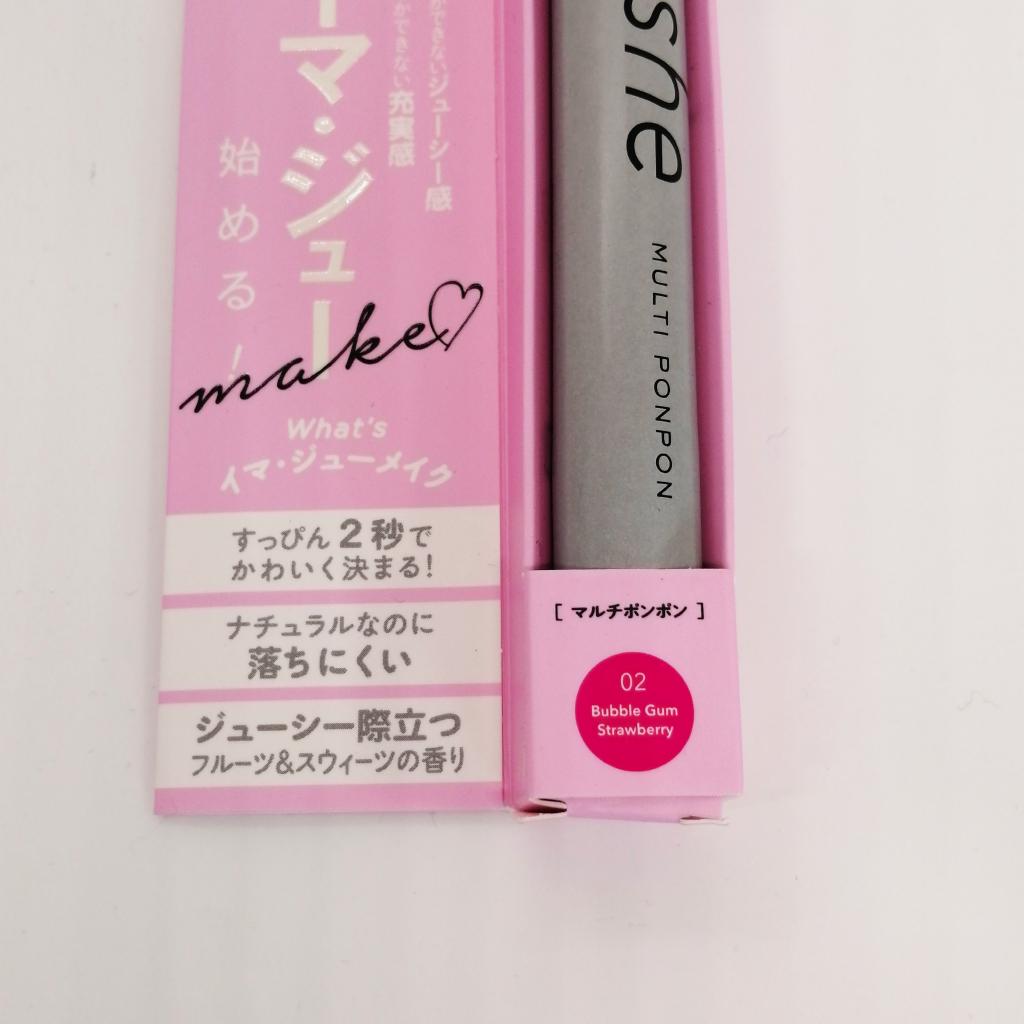 ができないジューシー感
ができない充実感
マ・ジュー
始める!
make
What's
イマ・ジューメイク
すっぴん2秒で
かわいく決まる!
ナチュラルなのに
落ちにくい
ジューシー際立つ
フルーツ&スウィーツの香り
she
MULTI PONPON
[ マルチポンポン ]
02
Bubble Gum
Strawberry